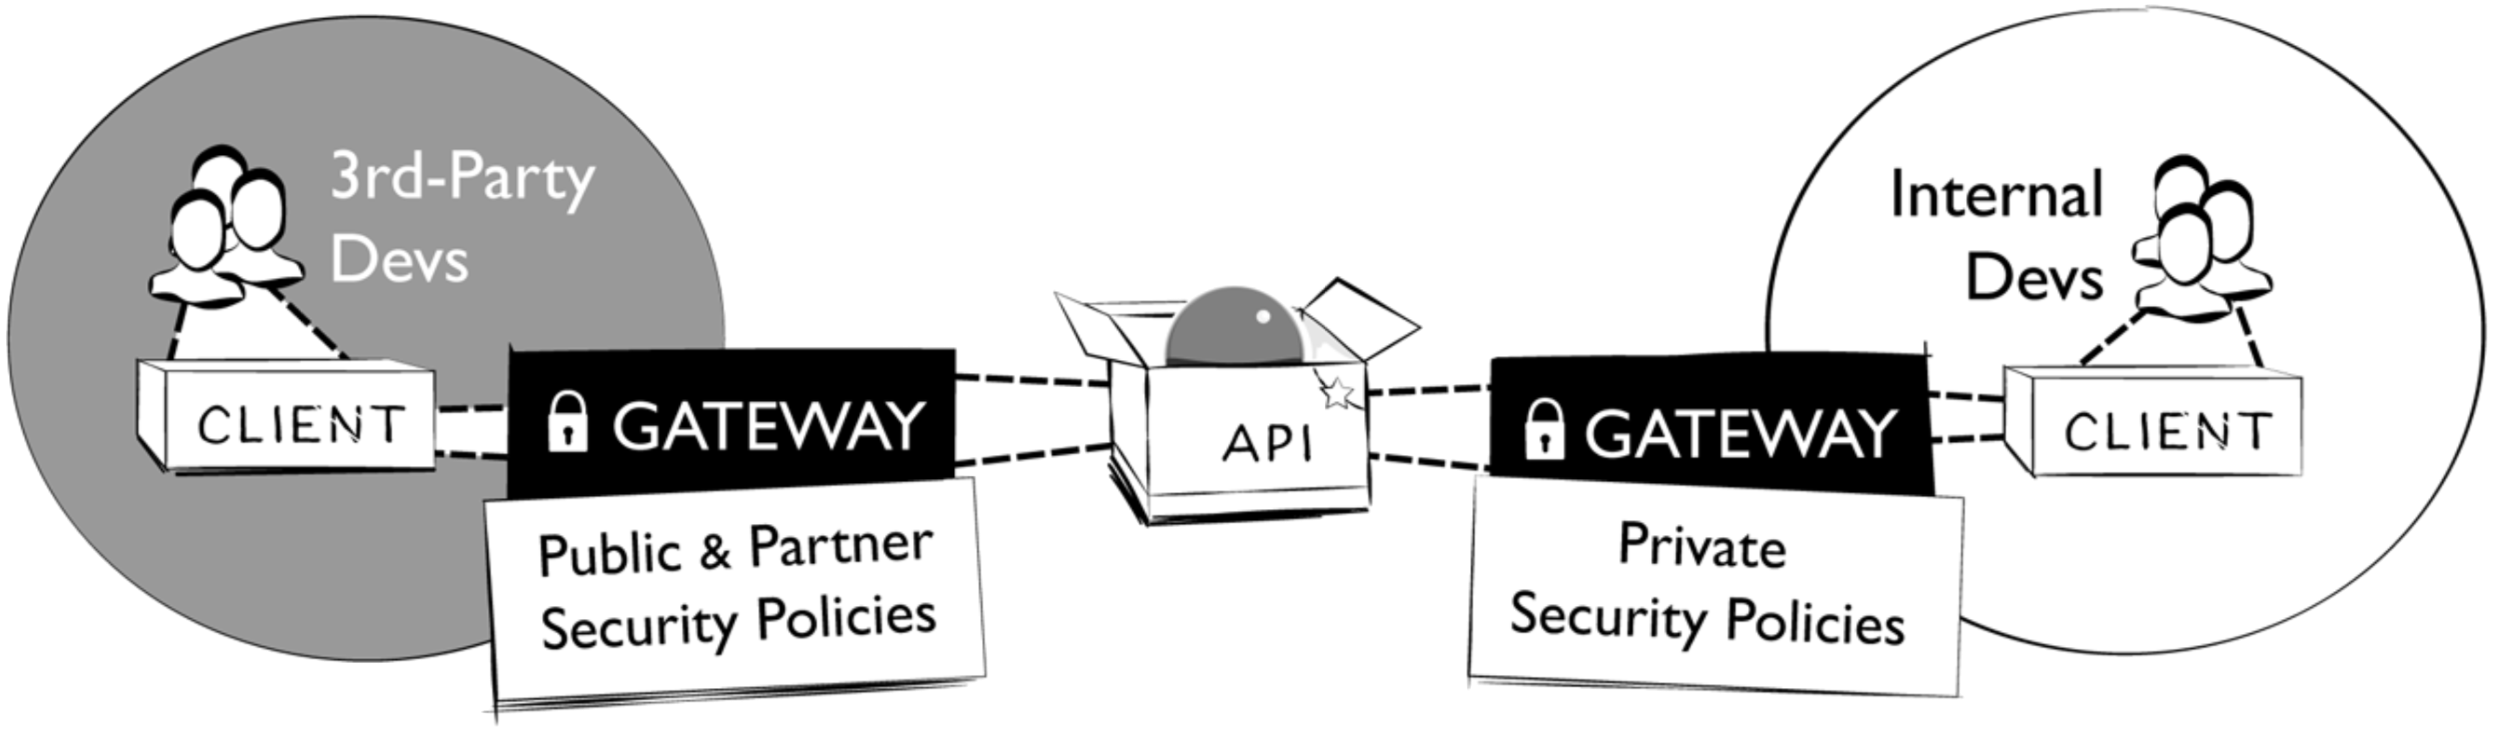 3rd-Party
Devs
CLIENT
GATEWAY
Public & Partner
Security Policies
API
GATEWAY
Private
Security Policies
Internal
Devs
CLIENT